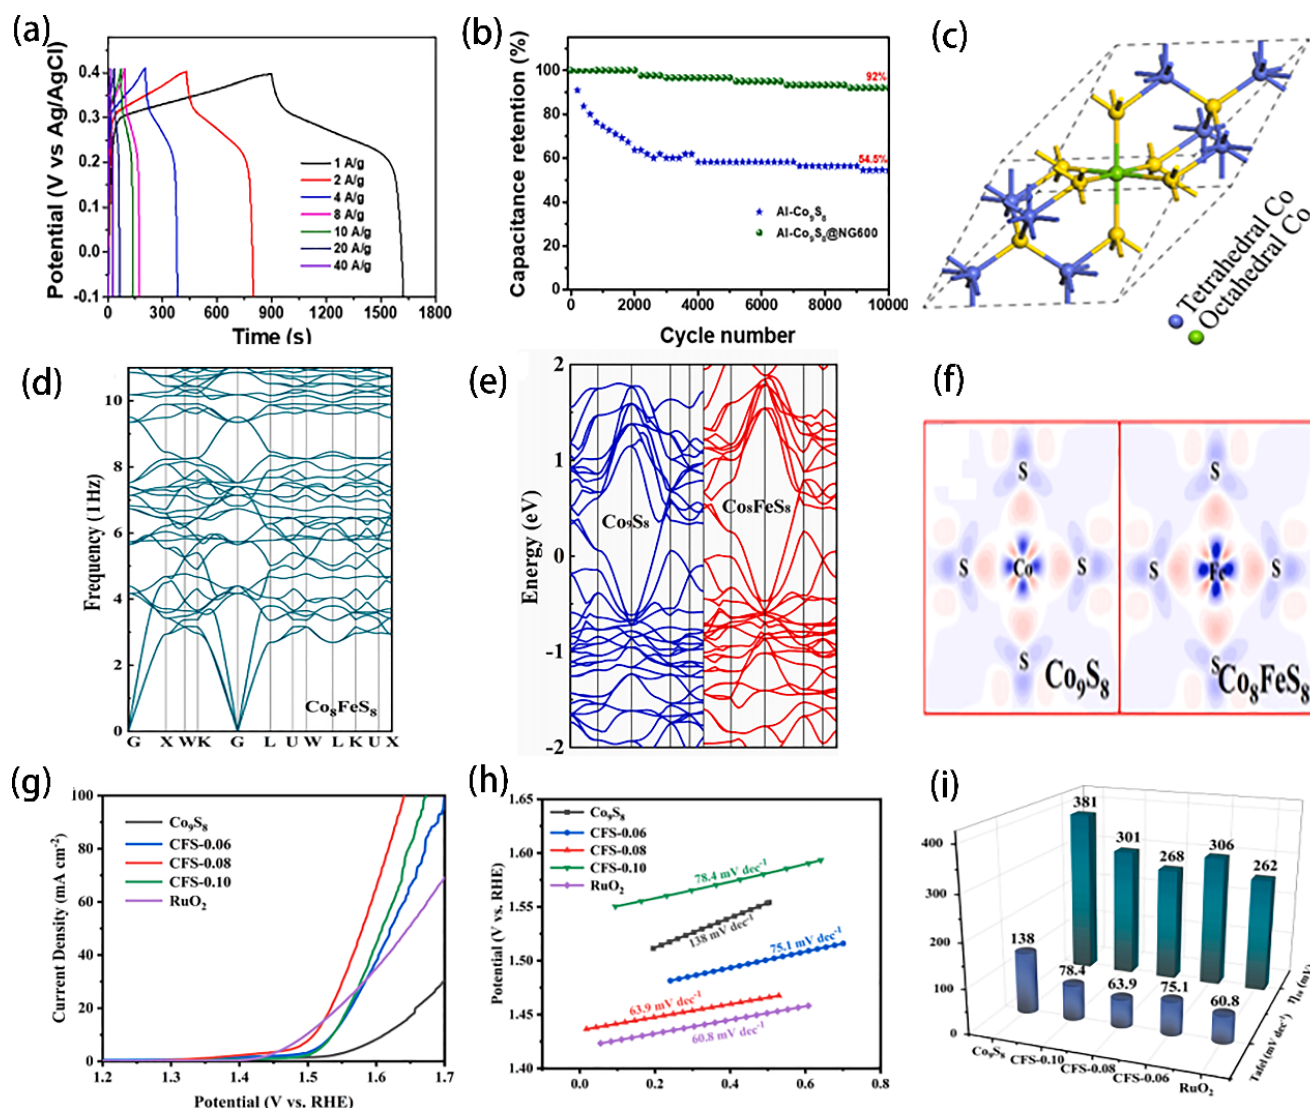 (a)
Potential (V vs Ag/AgCl)
0.4
0.3
0.2
0.1
0.0
-0.1
1 A/g
2 A/g
4 A/g
8 A/g
10 A/g
20 A/g
40 A/g
0 300 600 900 1200 1500 1800
Time (s)
(b)
Capacitance retention (%)
100
80
60
40
20
0
92%
54.5%
Al-Co₉S₈
Al-Co₉S₈@NG600
0 2000 4000 6000 8000 10000
Cycle number
(c)
Tetrahedral Co
Octahedral Co
(d)
Frequency (1Hz)
10
8
6
4
2
0
Co₈FeS₈
G X W K G L U W L K U X
(e)
Energy (eV)
2
1
0
-1
-2
Co₉S₈
Co₈FeS₈
(f)
S
S Co S
S
Co₉S₈
S
S Fe S
S
Co₈FeS₈
(g)
Current Density (mA cm⁻²)
100
80
60
40
20
0
Co₉S₈
CFS-0.06
CFS-0.08
CFS-0.10
RuO₂
1.2 1.3 1.4 1.5 1.6 1.7
Potential (V vs. RHE)
(h)
Potential (V vs. RHE)
1.65
1.60
1.55
1.50
1.45
1.40
Co₉S₈
CFS-0.06
CFS-0.08
CFS-0.10
RuO₂
78.4 mV dec⁻¹
138 mV dec⁻¹
75.1 mV dec⁻¹
63.9 mV dec⁻¹
60.8 mV dec⁻¹
0.0 0.2 0.4 0.6 0.8
(i)
400
300
200
100
0
381
301
268
306
262
138
78.4
63.9
75.1
60.8
Co₉S₈
CFS-0.10
CFS-0.08
CFS-0.06
RuO₂
Tafel (mV dec⁻¹)
η₁₀ (mV)